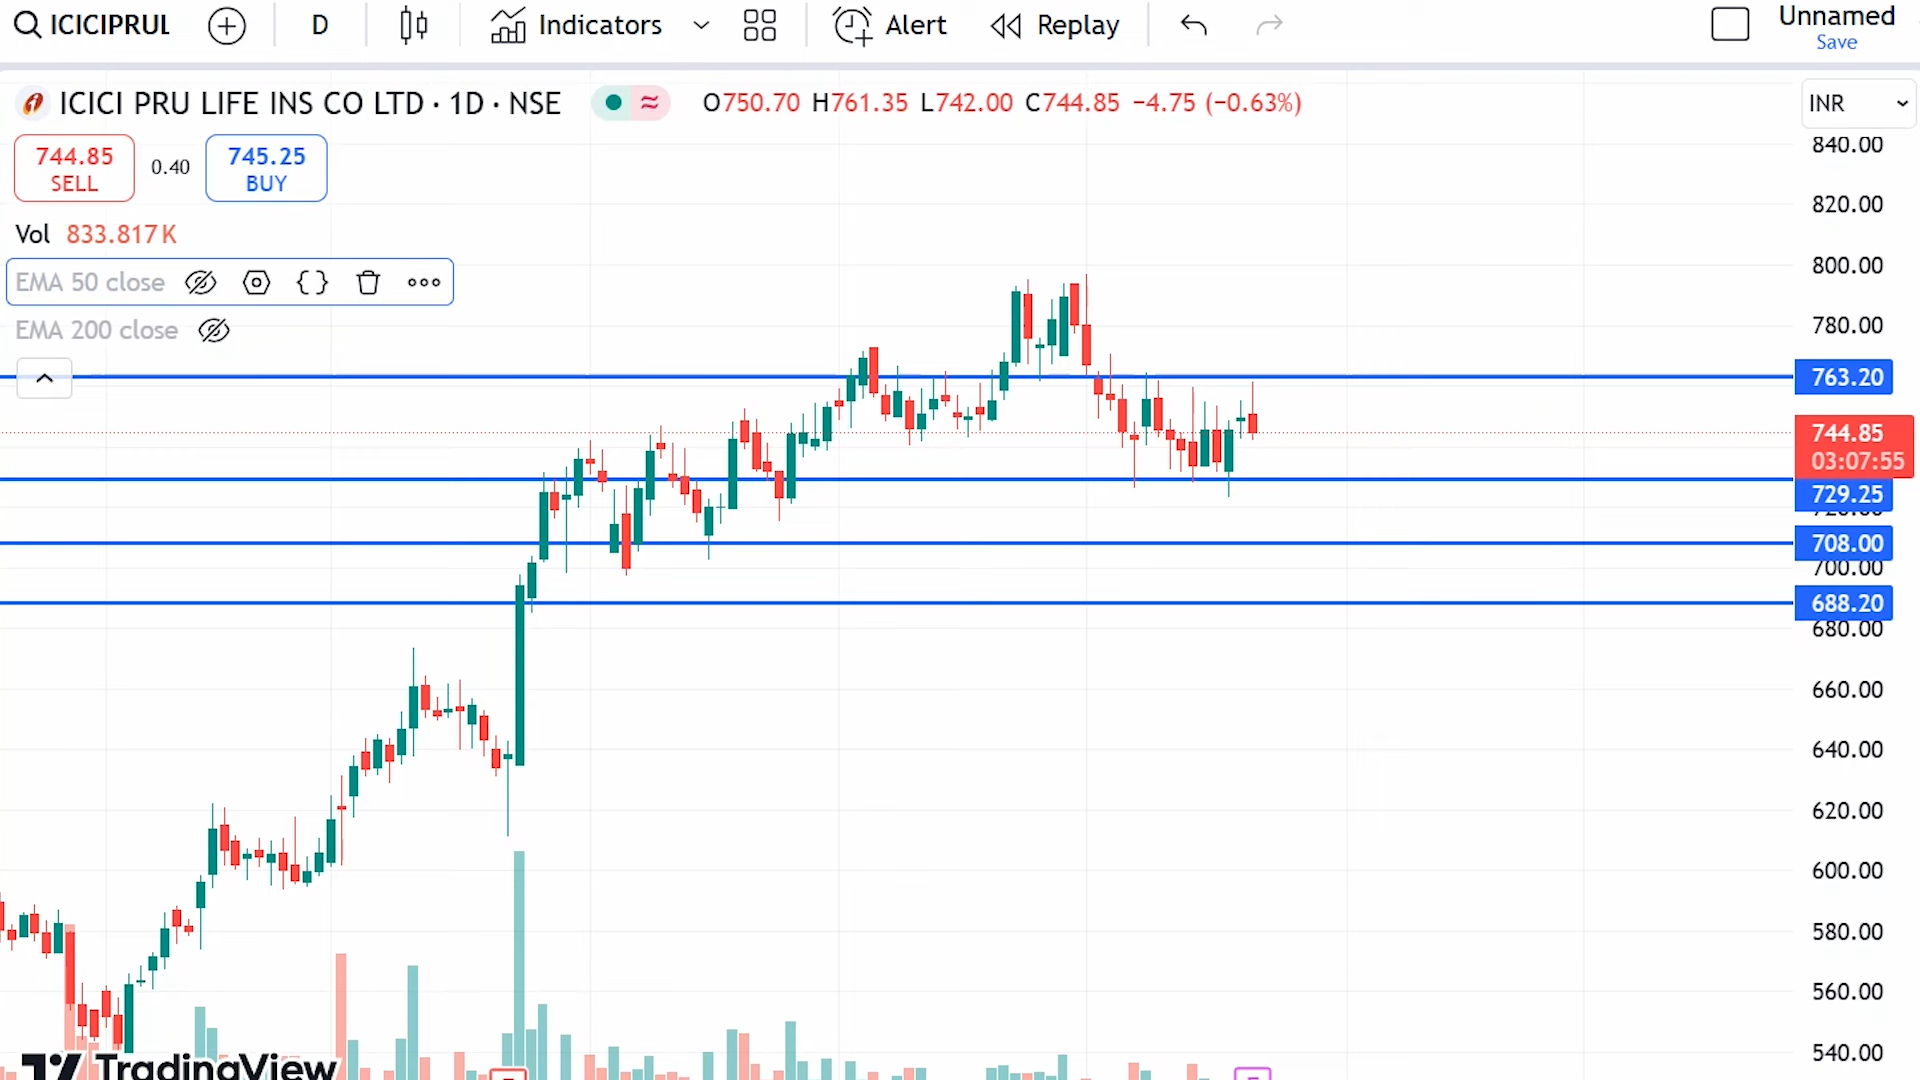 ICICIPRUL
D
Indicators
Alert
Replay
Unnamed
Save
ICICI PRU LIFE INS CO LTD · 1D · NSE
≈
O750.70 H761.35 L742.00 C744.85 −4.75 (−0.63%)
INR
744.85
SELL
0.40
745.25
BUY
Vol 833.817K
EMA 50 close
EMA 200 close
840.00
820.00
800.00
780.00
763.20
744.85
03:07:55
729.25
708.00
700.00
688.20
680.00
660.00
640.00
620.00
600.00
580.00
560.00
540.00
TradingView